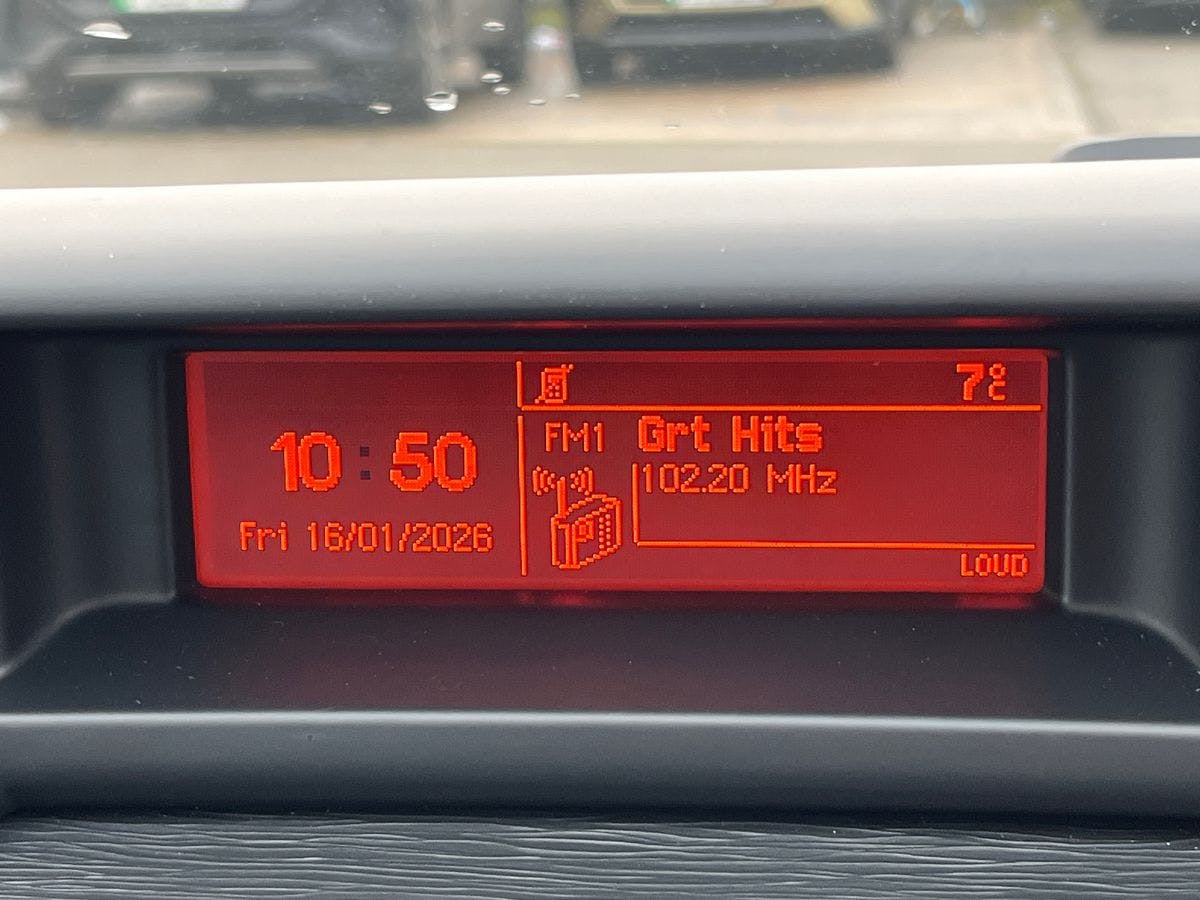 10:50
Fri 16/01/2026
7°C
FM1 Grt Hits
102.20 MHz
LOUD